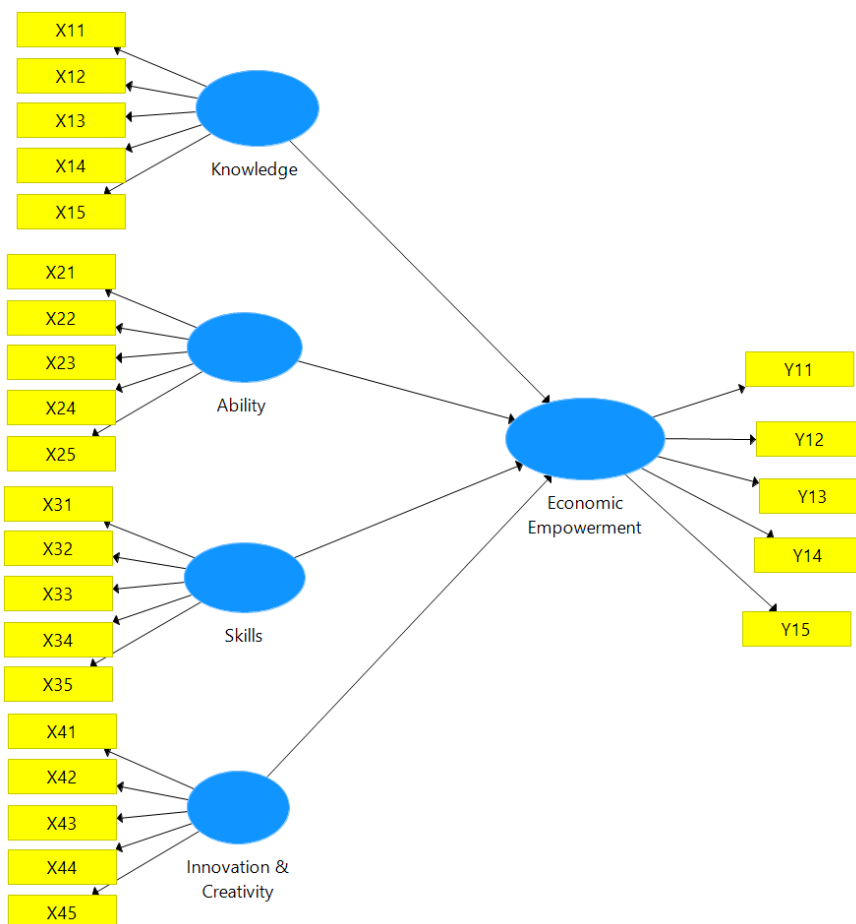 X11
X12
X13
X14
X15
Knowledge
X21
X22
X23
X24
X25
Ability
X31
X32
X33
X34
X35
Skills
X41
X42
X43
X44
X45
Innovation &
Creativity
Economic
Empowerment
Y11
Y12
Y13
Y14
Y15